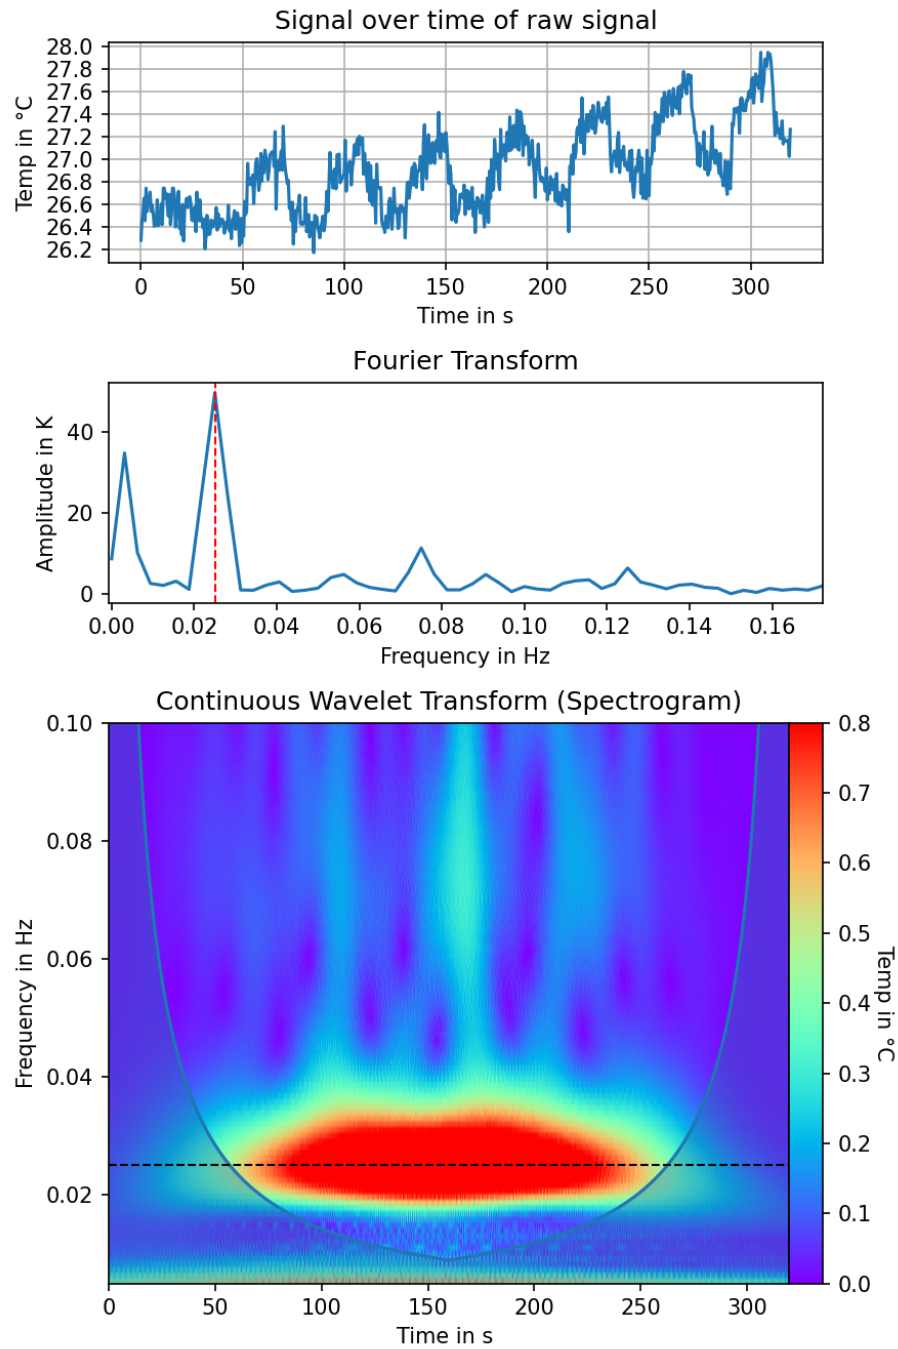 Signal over time of raw signal
Temp in °C
28.0
27.8
27.6
27.4
27.2
27.0
26.8
26.6
26.4
26.2
0 50 100 150 200 250 300
Time in s
Fourier Transform
Amplitude in K
40
20
0
0.00 0.02 0.04 0.06 0.08 0.10 0.12 0.14 0.16
Frequency in Hz
Continuous Wavelet Transform (Spectrogram)
Frequency in Hz
0.10
0.08
0.06
0.04
0.02
0 50 100 150 200 250 300
Time in s
0.8
0.7
0.6
0.5
0.4
0.3
0.2
0.1
0.0
Temp in °C